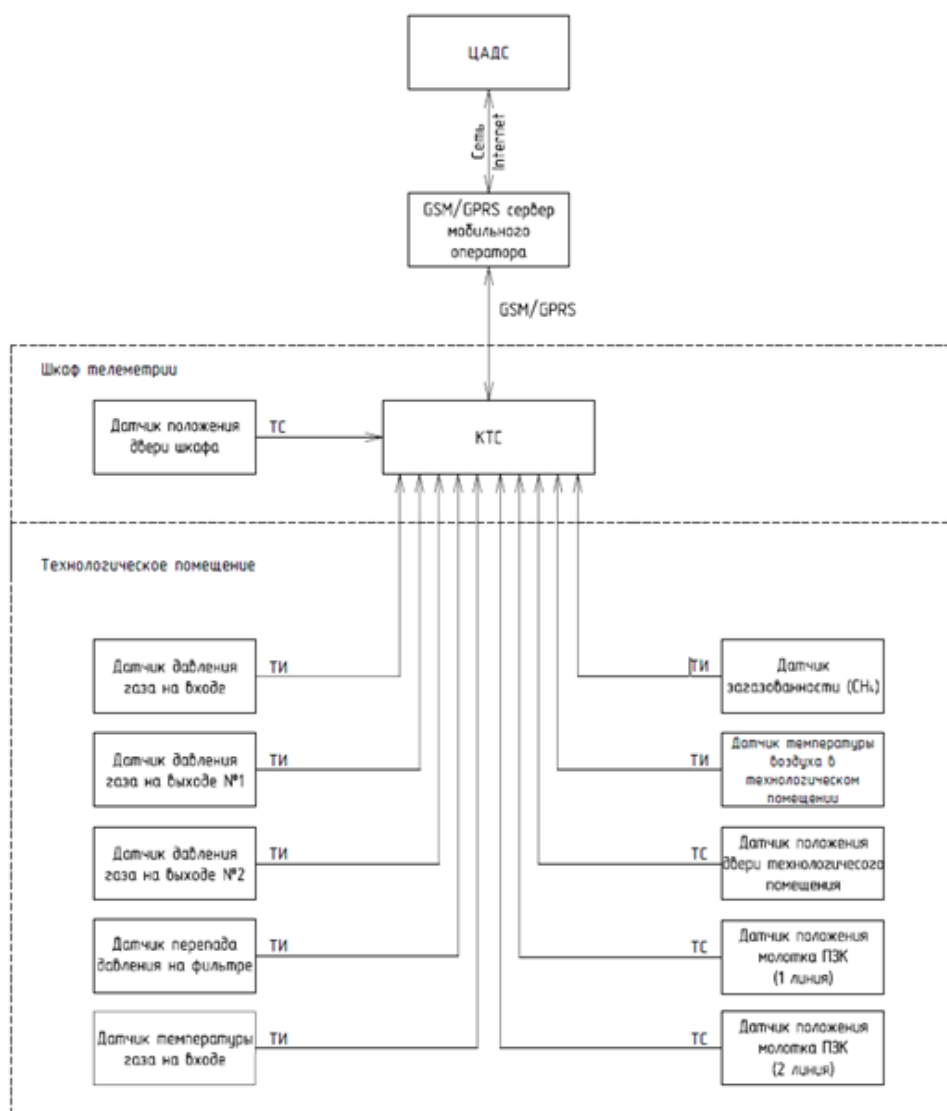 ЦАДС
Сеть
Internet
GSM/GPRS сервер
мобильного
оператора
GSM/GPRS
Шкаф телеметрии
Датчик положения
двери шкафа
ТС
КТС
Технологическое помещение
Датчик давления
газа на входе
ТИ
Датчик давления
газа на выходе №1
ТИ
Датчик давления
газа на выходе №2
ТИ
Датчик перепада
давления на фильтре
ТИ
Датчик температуры
газа на входе
ТИ
ТИ
Датчик
загазованности (CH₄)
ТИ
Датчик температуры
воздуха в
технологическом
помещении
ТС
Датчик положения
двери технологичесого
помещения
ТС
Датчик положения
молотка ПЗК
(1 линия)
ТС
Датчик положения
молотка ПЗК
(2 линия)